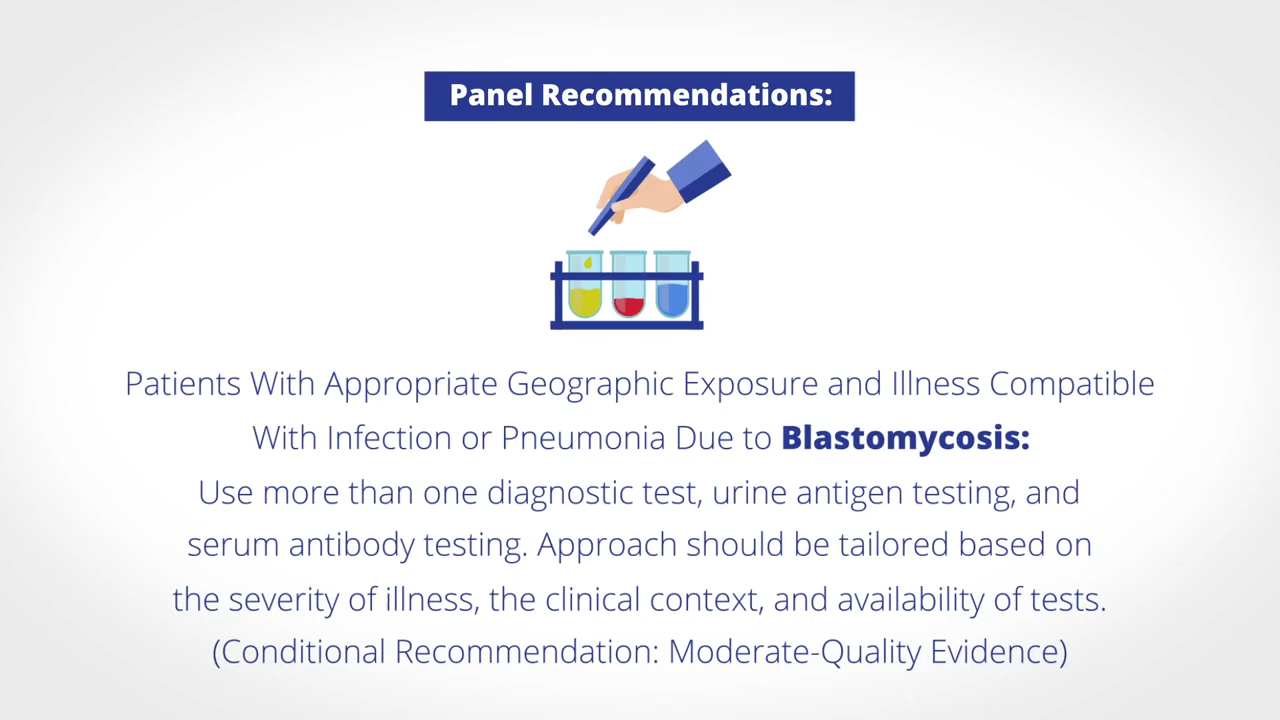 Panel Recommendations:
Patients With Appropriate Geographic Exposure and Illness Compatible
With Infection or Pneumonia Due to Blastomycosis:
Use more than one diagnostic test, urine antigen testing, and
serum antibody testing. Approach should be tailored based on
the severity of illness, the clinical context, and availability of tests.
(Conditional Recommendation: Moderate-Quality Evidence)